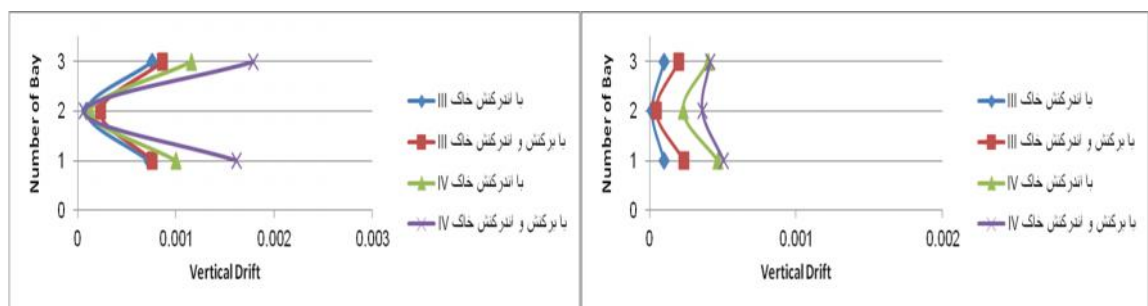 Number of Bay
3
2
1
0
0
0.001
0.002
0.003
Vertical Drift
با اندرکنش خاک III
با برکنش و اندرکنش خاک III
با اندرکنش خاک IV
با برکنش و اندرکنش خاک IV
Number of Bay
3
2
1
0
0
0.001
0.002
Vertical Drift
با اندرکنش خاک III
با برکنش و اندرکنش خاک III
با اندرکنش خاک IV
با برکنش و اندرکنش خاک IV